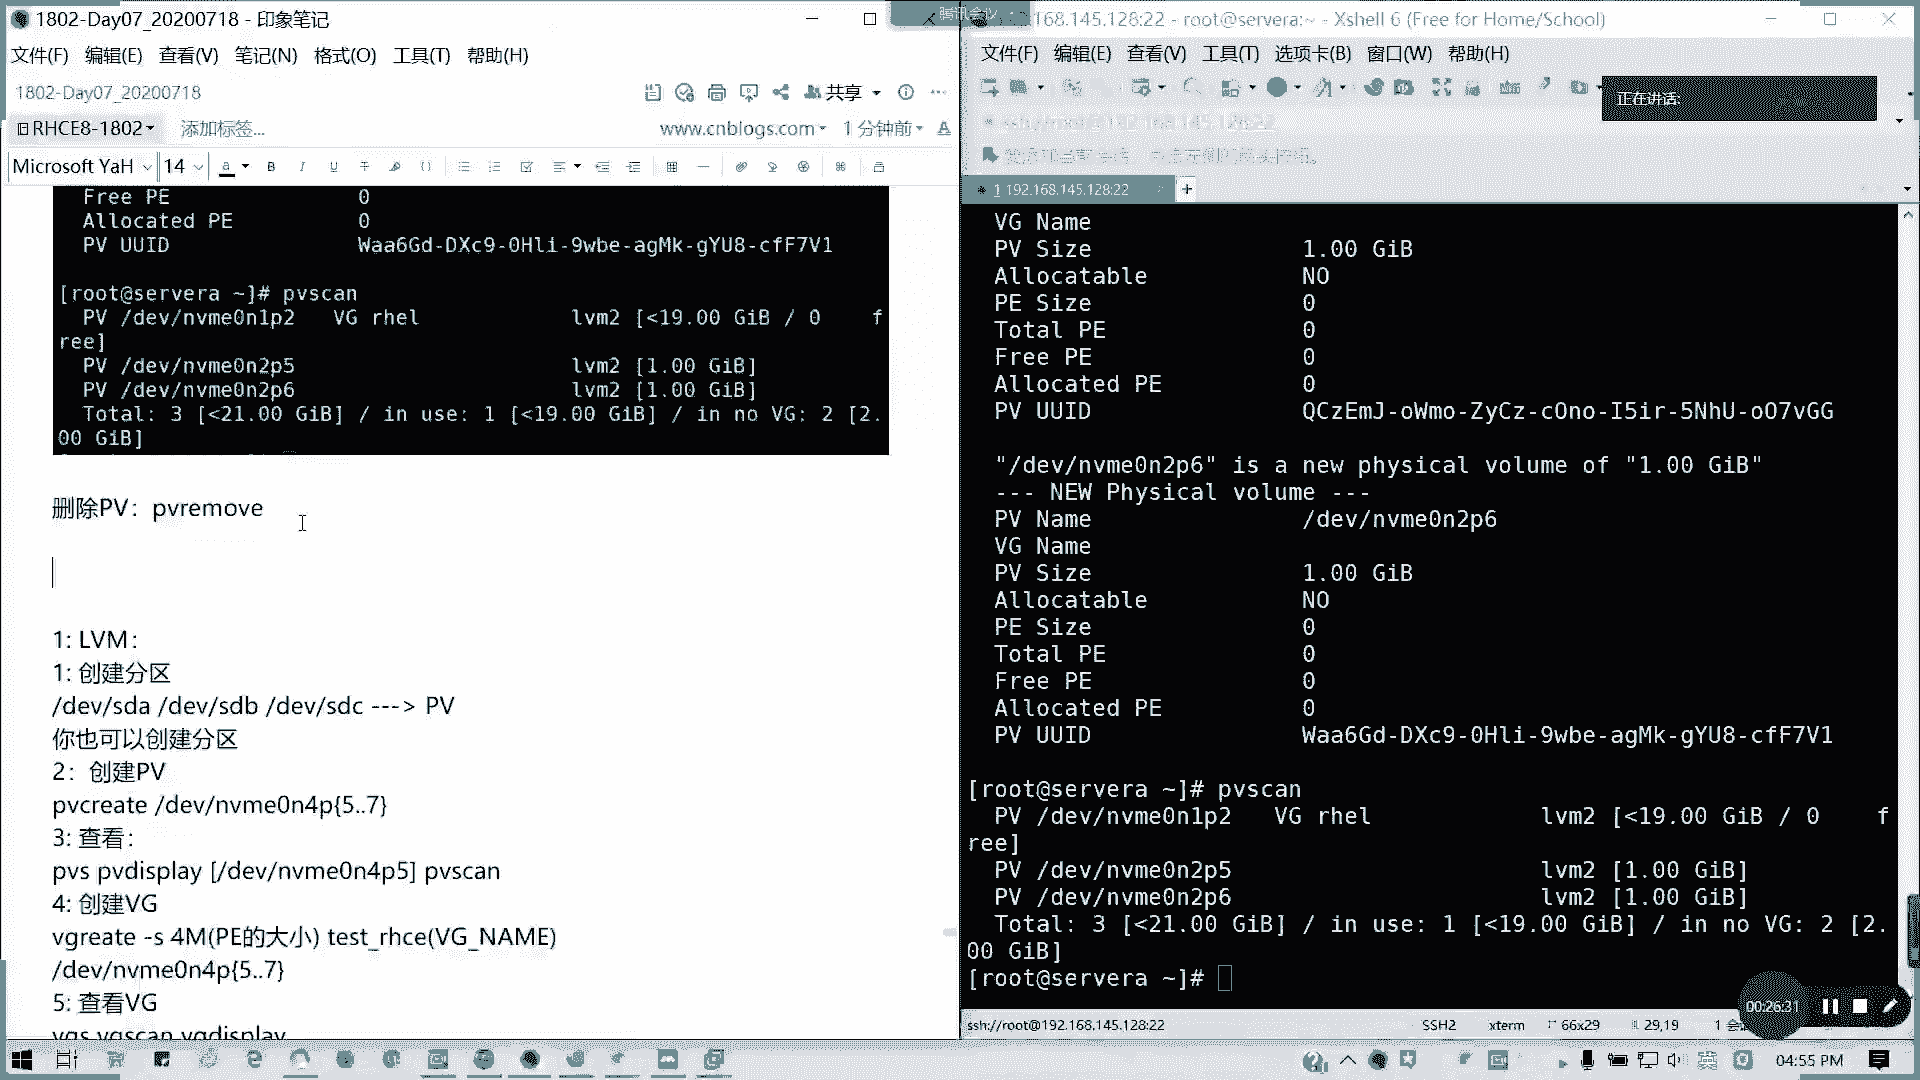 1802-Day07_20200718 - 印象笔记
文件(F) 编辑(E) 查看(V) 笔记(N) 格式(O) 工具(T) 帮助(H)
1802-Day07_20200718
共享
RHCE8-1802 添加标签...
www.cnblogs.com 1 分钟前
Microsoft YaH 14
Free PE 0
Allocated PE 0
PV UUID Waa6Gd-DXc9-0Hli-9wbe-agMk-gYU8-cfF7V1
[root@servera ~]# pvscan
PV /dev/nvme0n1p2 VG rhel lvm2 [<19.00 GiB / 0 f
ree]
PV /dev/nvme0n2p5 lvm2 [1.00 GiB]
PV /dev/nvme0n2p6 lvm2 [1.00 GiB]
Total: 3 [<21.00 GiB] / in use: 1 [<19.00 GiB] / in no VG: 2 [2.
00 GiB]
删除PV：pvremove
1: LVM：
1: 创建分区
/dev/sda /dev/sdb /dev/sdc ---> PV
你也可以创建分区
2：创建PV
pvcreate /dev/nvme0n4p{5..7}
3: 查看：
pvs pvdisplay [/dev/nvme0n4p5] pvscan
4: 创建VG
vgreate -s 4M(PE的大小) test_rhce(VG_NAME)
/dev/nvme0n4p{5..7}
5: 查看VG
vgs vgscan vgdisplay
腾讯会议
168.145.128:22 - root@servera:~ - Xshell 6 (Free for Home/School)
文件(F) 编辑(E) 查看(V) 工具(T) 选项卡(B) 窗口(W) 帮助(H)
正在讲话:
ssh://root@192.168.145.128:22
1 192.168.145.128:22
VG Name
PV Size 1.00 GiB
Allocatable NO
PE Size 0
Total PE 0
Free PE 0
Allocated PE 0
PV UUID QCzEmJ-oWmo-ZyCz-cOno-I5ir-5NhU-oO7vGG
"/dev/nvme0n2p6" is a new physical volume of "1.00 GiB"
--- NEW Physical volume ---
PV Name /dev/nvme0n2p6
VG Name
PV Size 1.00 GiB
Allocatable NO
PE Size 0
Total PE 0
Free PE 0
Allocated PE 0
PV UUID Waa6Gd-DXc9-0Hli-9wbe-agMk-gYU8-cfF7V1
[root@servera ~]# pvscan
PV /dev/nvme0n1p2 VG rhel lvm2 [<19.00 GiB / 0 f
ree]
PV /dev/nvme0n2p5 lvm2 [1.00 GiB]
PV /dev/nvme0n2p6 lvm2 [1.00 GiB]
Total: 3 [<21.00 GiB] / in use: 1 [<19.00 GiB] / in no VG: 2 [2.
00 GiB]
[root@servera ~]#
00:26:31
ssh://root@192.168.145.128:22 SSH2 xterm 66x29 29,19 1
英 04:55 PM